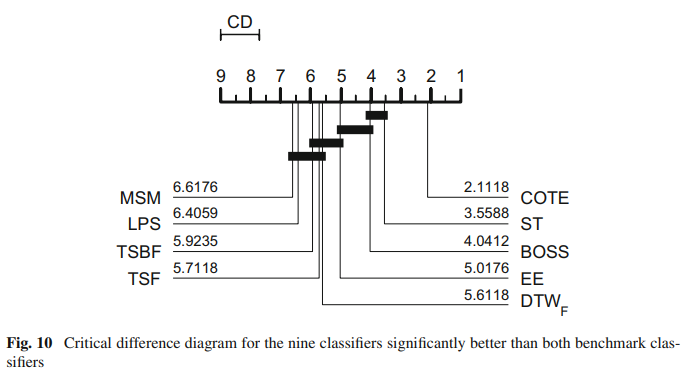 CD
9 8 7 6 5 4 3 2 1
MSM 6.6176
LPS 6.4059
TSBF 5.9235
TSF 5.7118
2.1118 COTE
3.5588 ST
4.0412 BOSS
5.0176 EE
5.6118 DTW_F
Fig. 10 Critical difference diagram for the nine classifiers significantly better than both benchmark clas-
sifiers